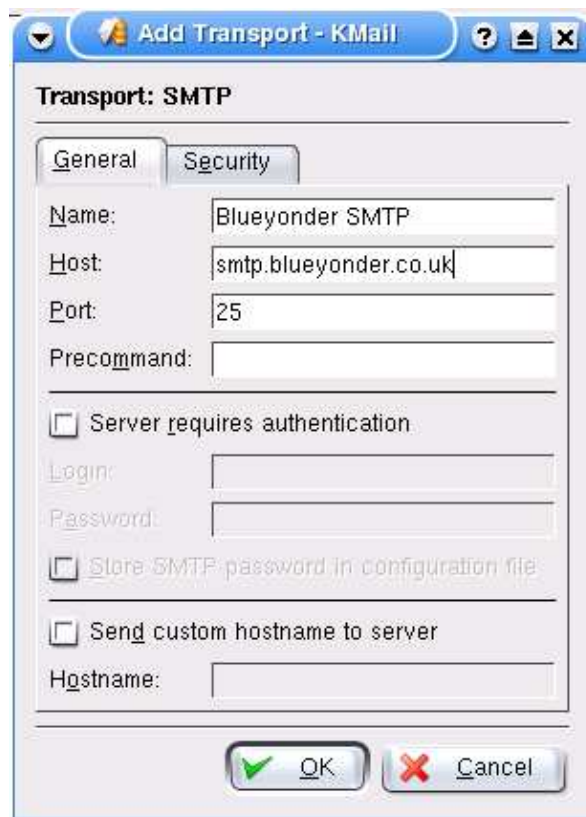 Add Transport - KMail
Transport: SMTP
General
Security
Name: Blueyonder SMTP
Host: smtp.blueyonder.co.uk
Port: 25
Precommand:
Server requires authentication
Login:
Password:
Store SMTP password in configuration file
Send custom hostname to server
Hostname:
OK
Cancel